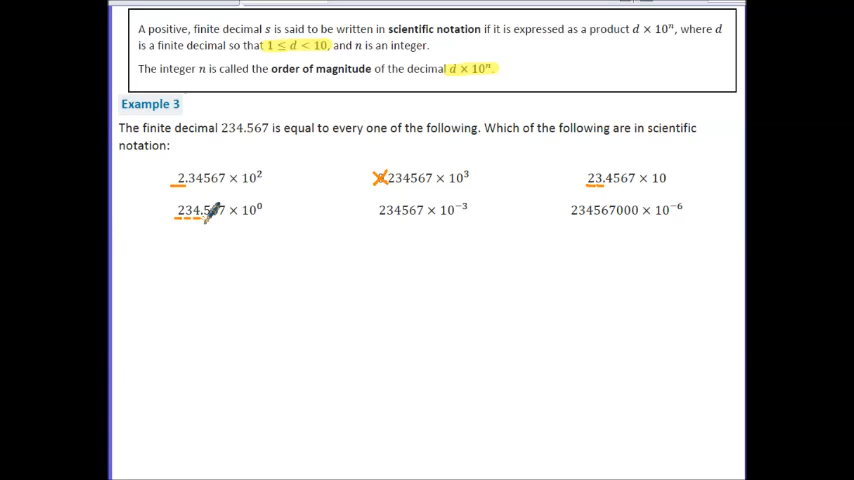 A positive, finite decimal s is said to be written in scientific notation if it is expressed as a product d × 10ⁿ, where d
is a finite decimal so that 1 ≤ d < 10, and n is an integer.
The integer n is called the order of magnitude of the decimal d × 10ⁿ.
Example 3
The finite decimal 234.567 is equal to every one of the following. Which of the following are in scientific
notation:
2.34567 × 10² 0.234567 × 10³ 23.4567 × 10
234.567 × 10⁰ 234567 × 10⁻³ 234567000 × 10⁻⁶